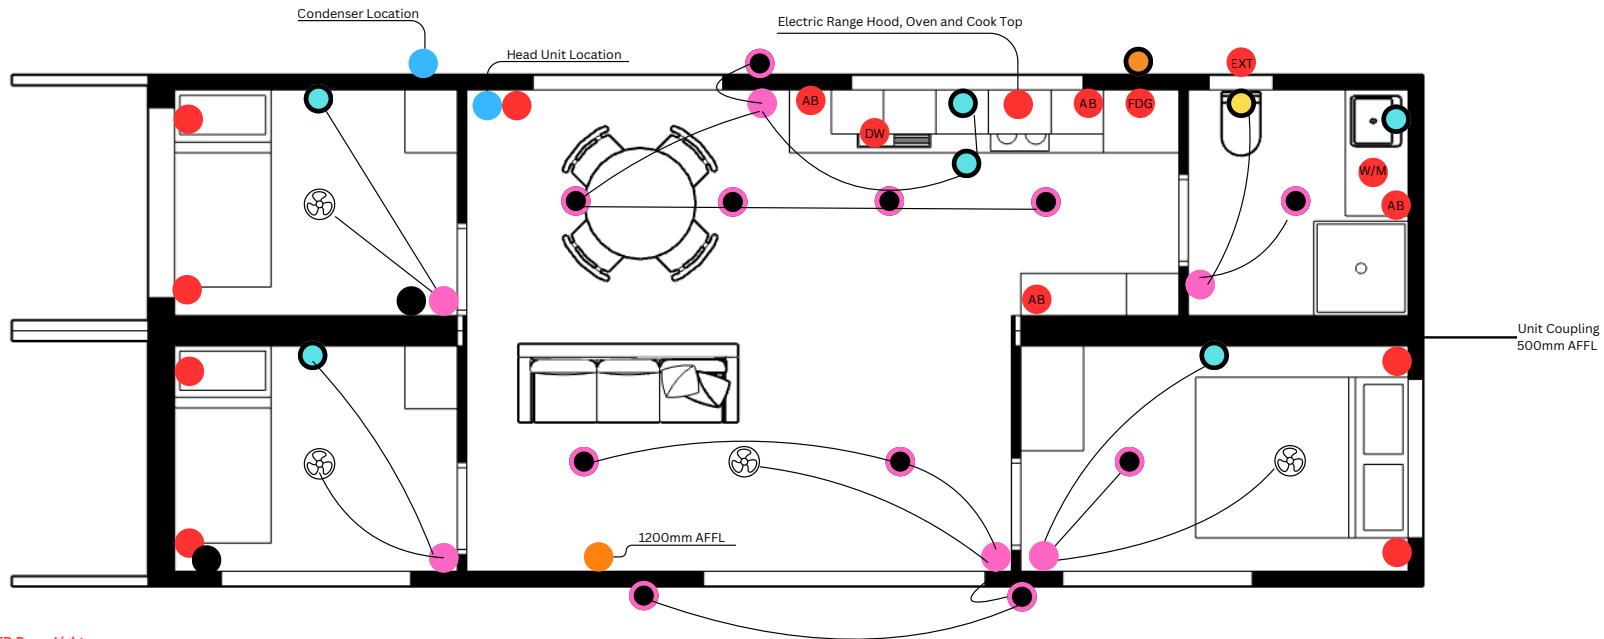 Condenser Location
Electric Range Hood, Oven and Cook Top
Head Unit Location
EXT
AB
AB
FDG
DW
W/M
AB
AB
Unit Coupling
500mm AFFL
1200mm AFFL